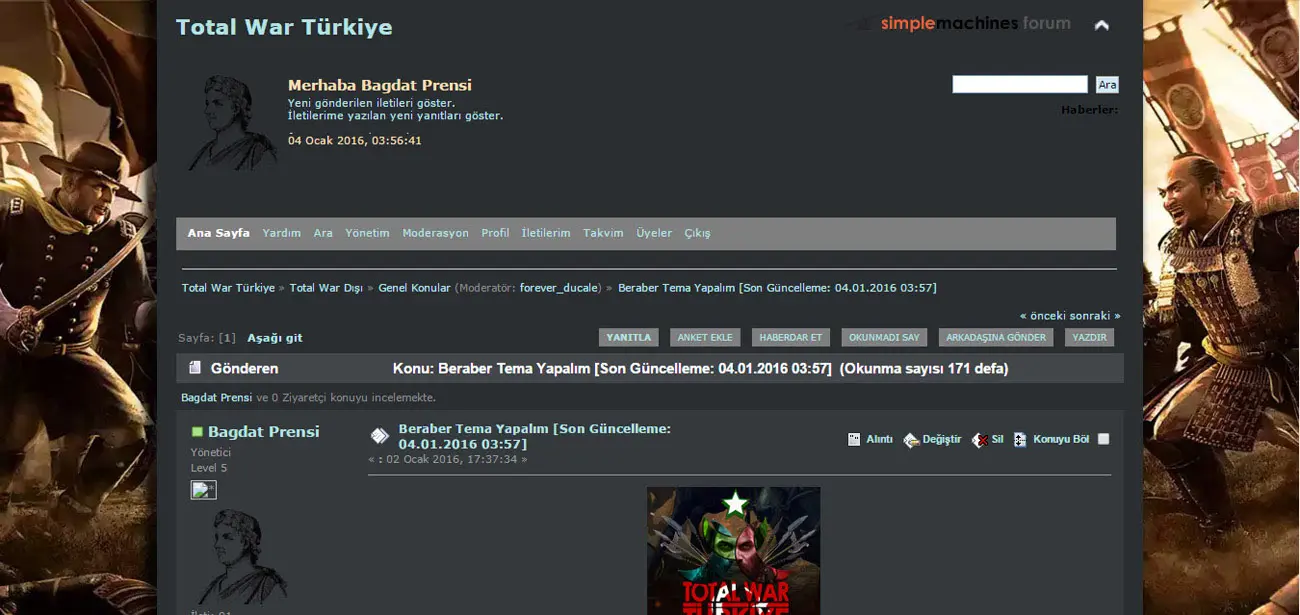 Total War Türkiye
simplemachines forum
Merhaba Bagdat Prensi
Yeni gönderilen iletileri göster.
İletilerime yazılan yeni yanıtları göster.
04 Ocak 2016, 03:56:41
Ara
Haberler:
Ana Sayfa Yardım Ara Yönetim Moderasyon Profil İletilerim Takvim Üyeler Çıkış
Total War Türkiye » Total War Dışı » Genel Konular (Moderatör: forever_ducale) » Beraber Tema Yapalım [Son Güncelleme: 04.01.2016 03:57]
« önceki sonraki »
Sayfa: [1] Aşağı git
YANITLA ANKET EKLE HABERDAR ET OKUNMADI SAY ARKADAŞINA GÖNDER YAZDIR
Gönderen Konu: Beraber Tema Yapalım [Son Güncelleme: 04.01.2016 03:57] (Okunma sayısı 171 defa)
Bagdat Prensi ve 0 Ziyaretçi konuyu incelemekte.
Bagdat Prensi
Yönetici
Level 5
Beraber Tema Yapalım [Son Güncelleme:
04.01.2016 03:57]
« : 02 Ocak 2016, 17:37:34 »
Alıntı Değiştir Sil Konuyu Böl
TOTAL WAR